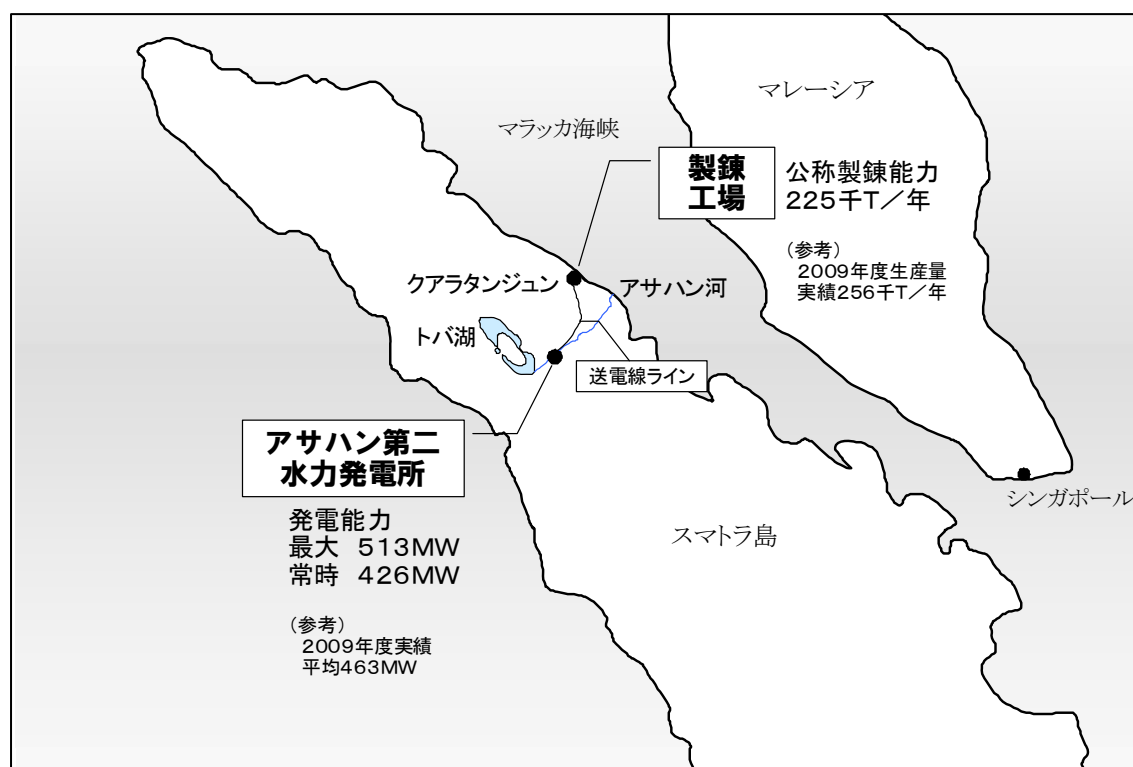 マレーシア
マラッカ海峡
製錬
工場
公称製錬能力
225千T／年
（参考）
2009年度生産量
実績256千T／年
クアラタンジュン
アサハン河
トバ湖
送電線ライン
アサハン第二
水力発電所
発電能力
最大 513MW
常時 426MW
（参考）
2009年度実績
平均463MW
スマトラ島
シンガポール